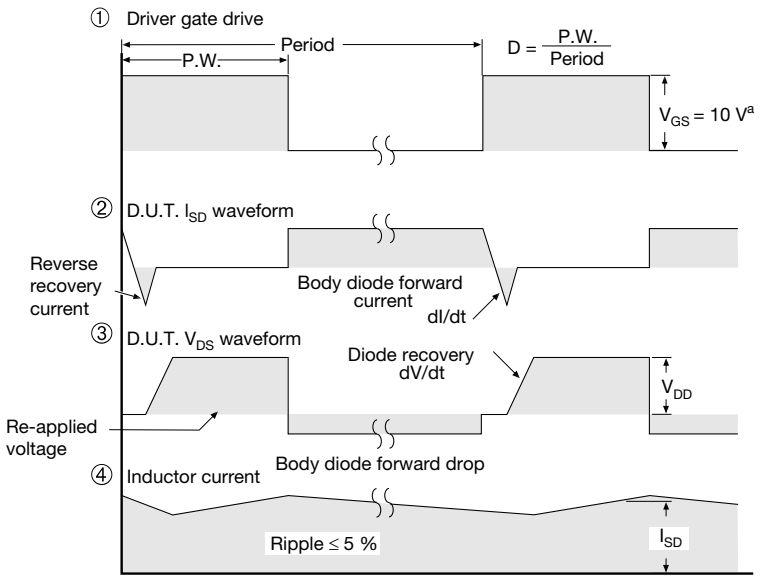 ① Driver gate drive
Period
P.W.
D = P.W. / Period
V_GS = 10 V^a
② D.U.T. I_SD waveform
Reverse
recovery
current
Body diode forward
current
dI/dt
③ D.U.T. V_DS waveform
Diode recovery
dV/dt
V_DD
Re-applied
voltage
Body diode forward drop
④ Inductor current
Ripple ≤ 5 %
I_SD